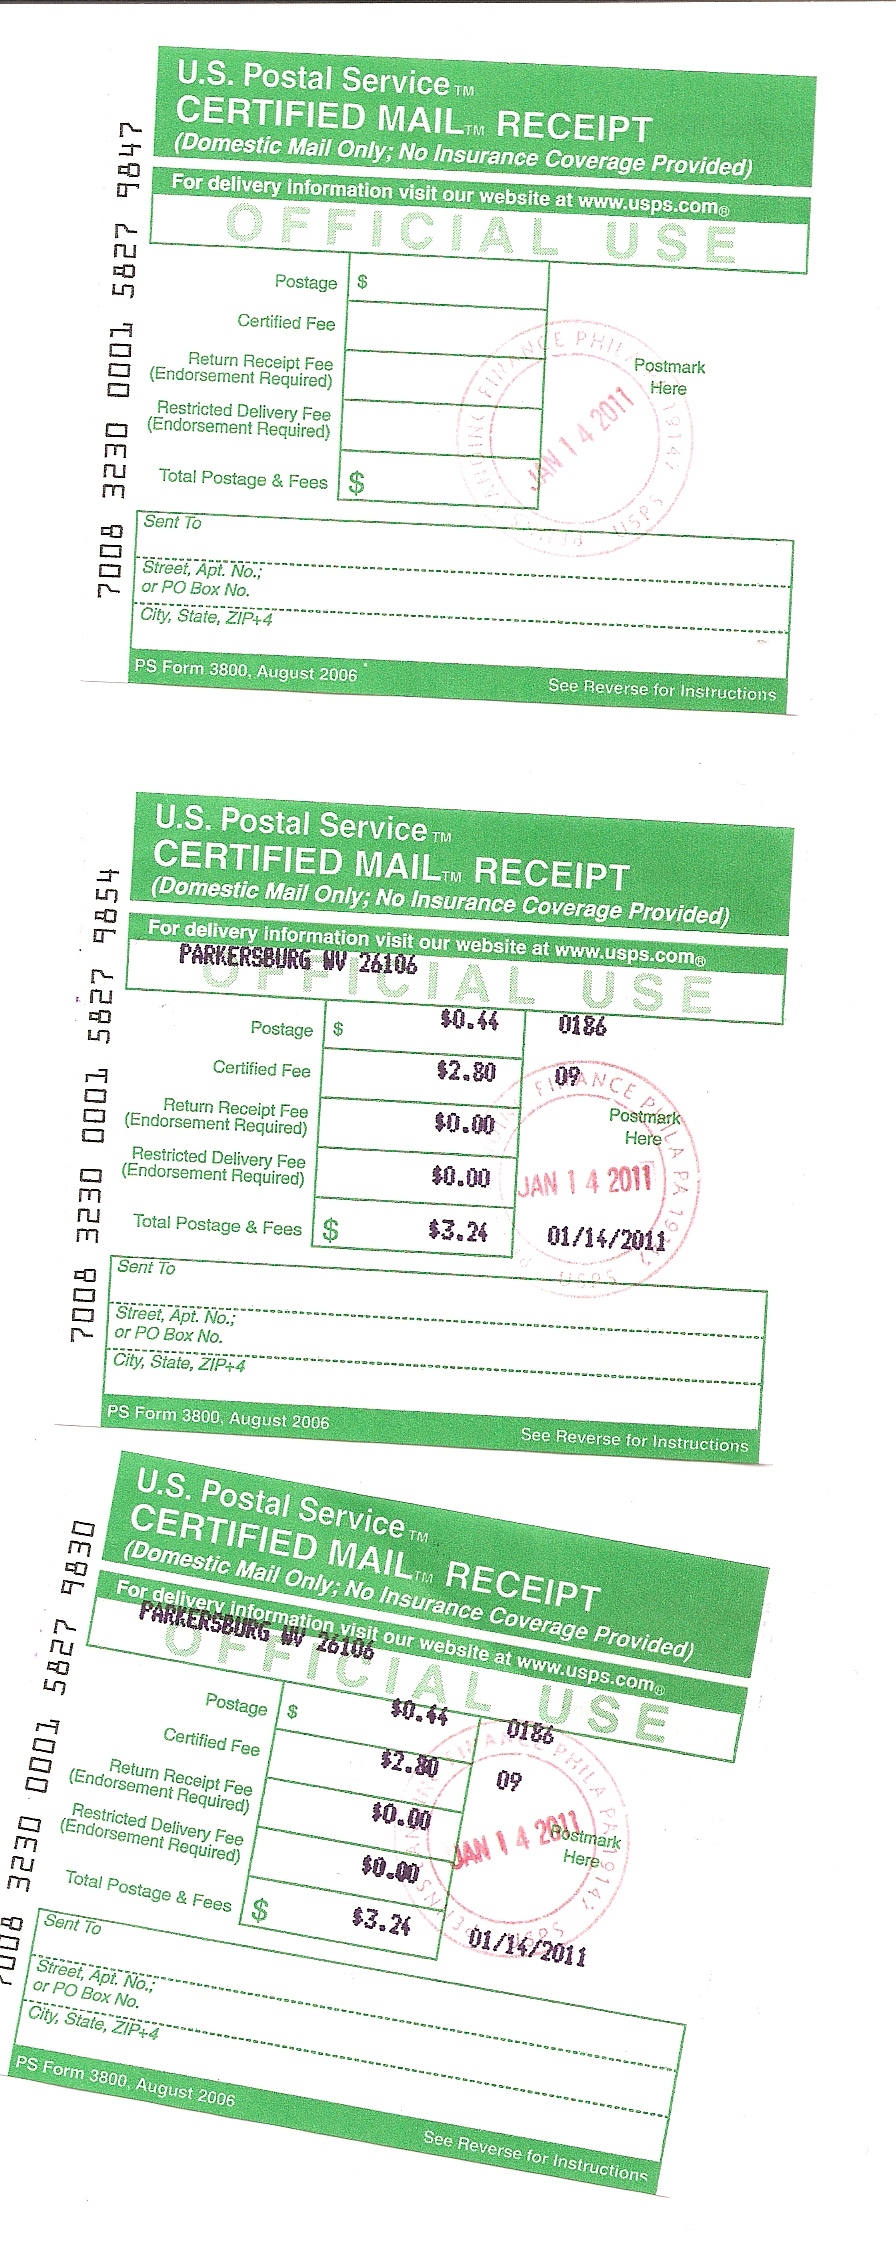 U.S. Postal Service™
CERTIFIED MAIL™ RECEIPT
(Domestic Mail Only; No Insurance Coverage Provided)
For delivery information visit our website at www.usps.com®
OFFICIAL USE
7008 3230 0001 5827 9847
Postage $
Certified Fee
Return Receipt Fee
(Endorsement Required)
Restricted Delivery Fee
(Endorsement Required)
Total Postage & Fees $
Postmark
Here
FINANCE PHILA 19147
JAN 14 2011
USPS
Sent To
Street, Apt. No.;
or PO Box No.
City, State, ZIP+4
PS Form 3800, August 2006
See Reverse for Instructions
U.S. Postal Service™
CERTIFIED MAIL™ RECEIPT
(Domestic Mail Only; No Insurance Coverage Provided)
For delivery information visit our website at www.usps.com®
PARKERSBURG WV 26106
OFFICIAL USE
7008 3230 0001 5827 9854
Postage $ $0.44 0186
Certified Fee $2.80 09
Return Receipt Fee
(Endorsement Required) $0.00
Restricted Delivery Fee
(Endorsement Required) $0.00
Total Postage & Fees $ $3.24 01/14/2011
Postmark
Here
FINANCE PHILA PA 19147
JAN 14 2011
USPS
Sent To
Street, Apt. No.;
or PO Box No.
City, State, ZIP+4
PS Form 3800, August 2006
See Reverse for Instructions
U.S. Postal Service™
CERTIFIED MAIL™ RECEIPT
(Domestic Mail Only; No Insurance Coverage Provided)
For delivery information visit our website at www.usps.com®
PARKERSBURG WV 26106
OFFICIAL USE
7008 3230 0001 5827 9830
Postage $ $0.44 0186
Certified Fee $2.80 09
Return Receipt Fee
(Endorsement Required) $0.00
Restricted Delivery Fee
(Endorsement Required) $0.00
Total Postage & Fees $ $3.24 01/14/2011
Postmark
Here
FINANCE PHILA PA 19147
JAN 14 2011
Sent To
Street, Apt. No.;
or PO Box No.
City, State, ZIP+4
PS Form 3800, August 2006
See Reverse for Instructions